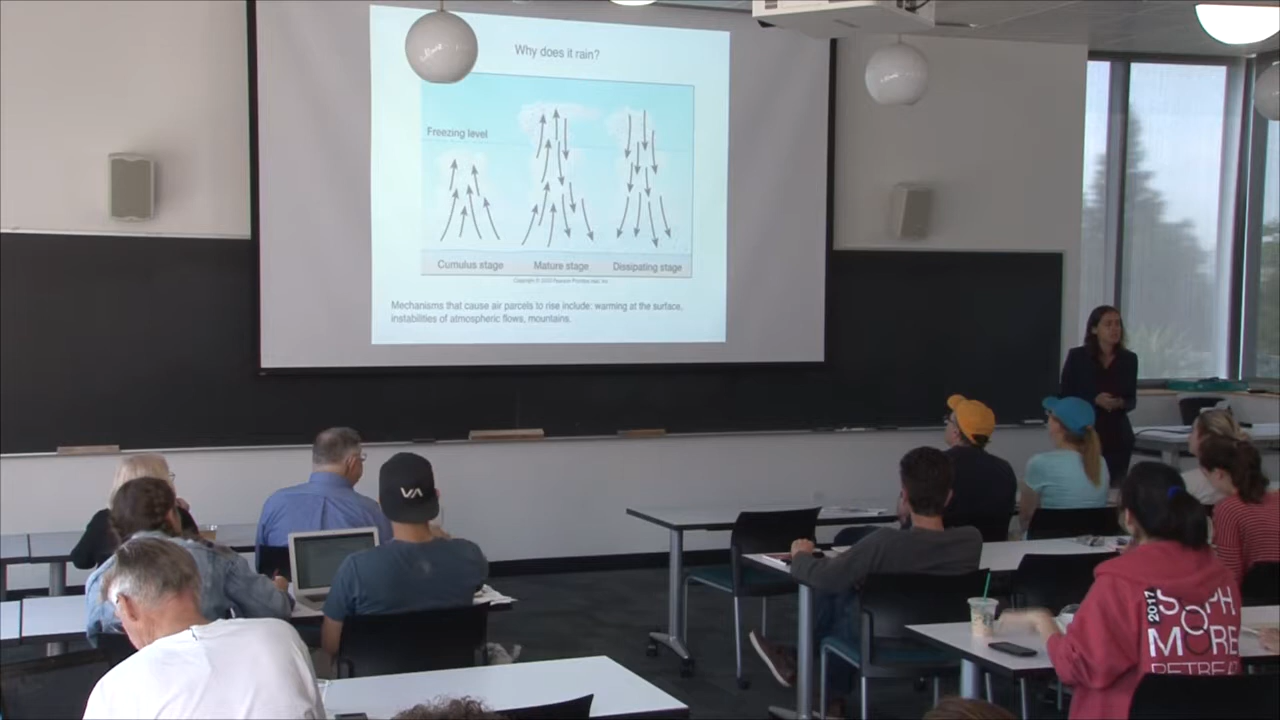 Why does it rain?
Freezing level
Cumulus stage
Mature stage
Dissipating stage
Mechanisms that cause air parcels to rise include: warming at the surface,
instabilities of atmospheric flows, mountains.
VA
2017
SOPH
MORE